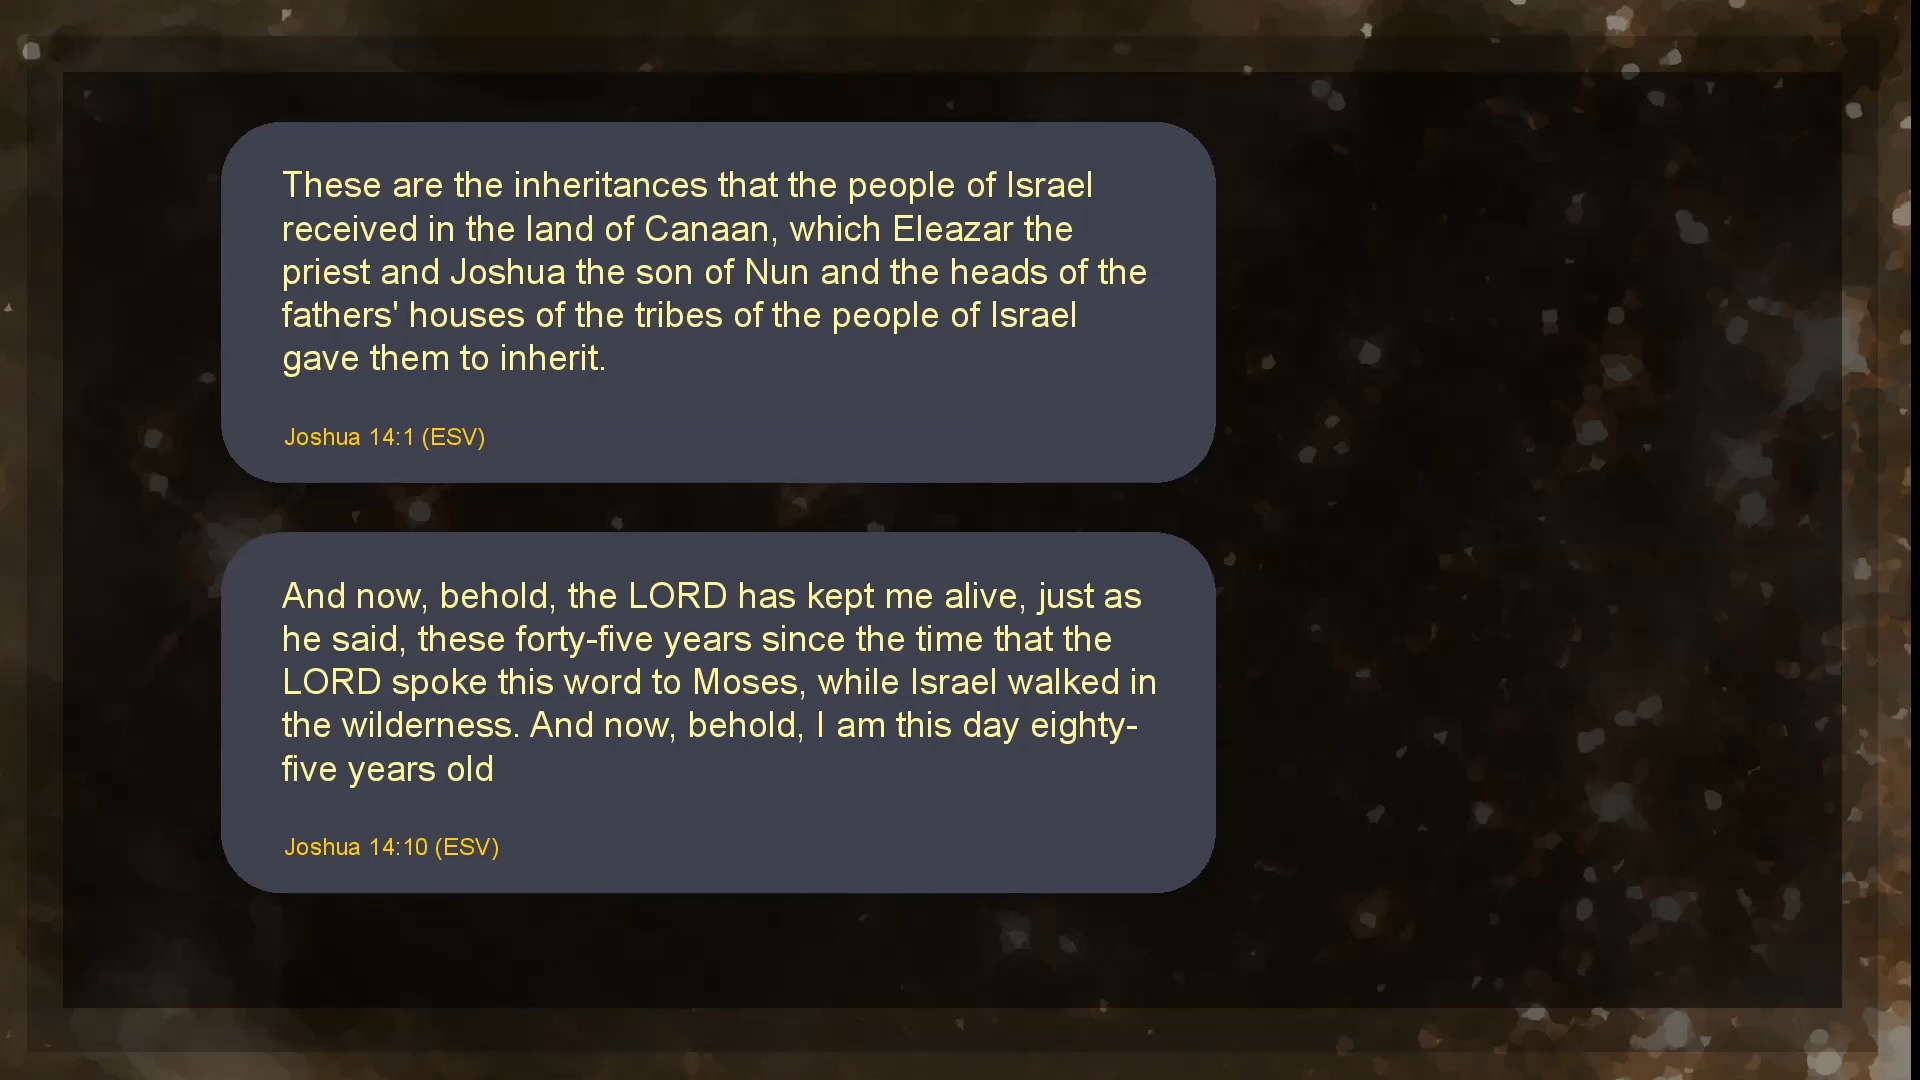 These are the inheritances that the people of Israel
received in the land of Canaan, which Eleazar the
priest and Joshua the son of Nun and the heads of the
fathers' houses of the tribes of the people of Israel
gave them to inherit.
Joshua 14:1 (ESV)
And now, behold, the LORD has kept me alive, just as
he said, these forty-five years since the time that the
LORD spoke this word to Moses, while Israel walked in
the wilderness. And now, behold, I am this day eighty-
five years old
Joshua 14:10 (ESV)